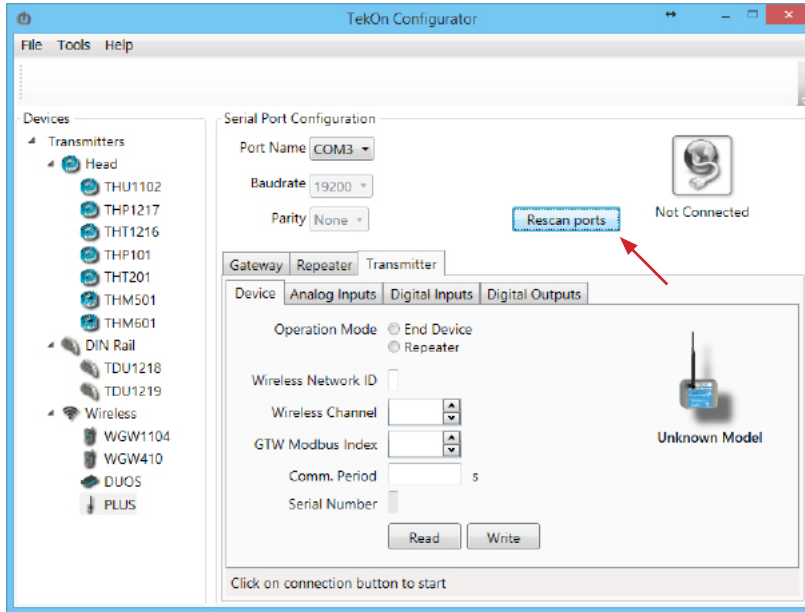 TekOn Configurator
File Tools Help
Devices
Transmitters
Head
THU1102
THP1217
THT1216
THP101
THT201
THM501
THM601
DIN Rail
TDU1218
TDU1219
Wireless
WGW1104
WGW410
DUOS
PLUS
Serial Port Configuration
Port Name COM3
Baudrate 19200
Parity None
Rescan ports
Not Connected
Gateway Repeater Transmitter
Device Analog Inputs Digital Inputs Digital Outputs
Operation Mode End Device
Repeater
Wireless Network ID
Wireless Channel
GTW Modbus Index
Comm. Period s
Serial Number
Unknown Model
Read Write
Click on connection button to start